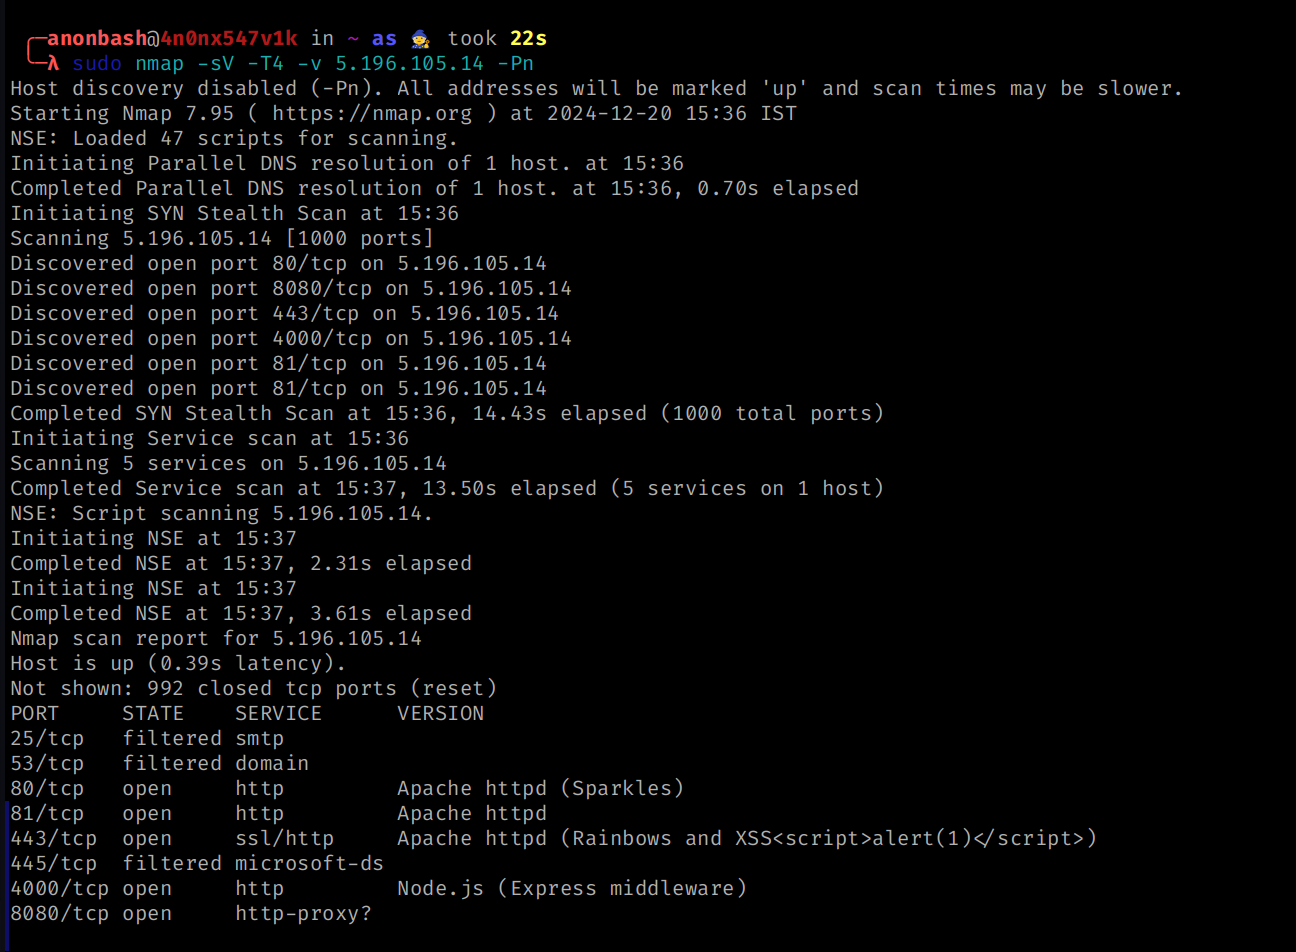 anonbash@4n0nx547v1k in ~ as 🧙 took 22s
λ sudo nmap -sV -T4 -v 5.196.105.14 -Pn
Host discovery disabled (-Pn). All addresses will be marked 'up' and scan times may be slower.
Starting Nmap 7.95 ( https://nmap.org ) at 2024-12-20 15:36 IST
NSE: Loaded 47 scripts for scanning.
Initiating Parallel DNS resolution of 1 host. at 15:36
Completed Parallel DNS resolution of 1 host. at 15:36, 0.70s elapsed
Initiating SYN Stealth Scan at 15:36
Scanning 5.196.105.14 [1000 ports]
Discovered open port 80/tcp on 5.196.105.14
Discovered open port 8080/tcp on 5.196.105.14
Discovered open port 443/tcp on 5.196.105.14
Discovered open port 4000/tcp on 5.196.105.14
Discovered open port 81/tcp on 5.196.105.14
Discovered open port 81/tcp on 5.196.105.14
Completed SYN Stealth Scan at 15:36, 14.43s elapsed (1000 total ports)
Initiating Service scan at 15:36
Scanning 5 services on 5.196.105.14
Completed Service scan at 15:37, 13.50s elapsed (5 services on 1 host)
NSE: Script scanning 5.196.105.14.
Initiating NSE at 15:37
Completed NSE at 15:37, 2.31s elapsed
Initiating NSE at 15:37
Completed NSE at 15:37, 3.61s elapsed
Nmap scan report for 5.196.105.14
Host is up (0.39s latency).
Not shown: 992 closed tcp ports (reset)
PORT     STATE    SERVICE      VERSION
25/tcp   filtered smtp
53/tcp   filtered domain
80/tcp   open     http         Apache httpd (Sparkles)
81/tcp   open     http         Apache httpd
443/tcp  open     ssl/http     Apache httpd (Rainbows and XSS<script>alert(1)</script>)
445/tcp  filtered microsoft-ds
4000/tcp open     http         Node.js (Express middleware)
8080/tcp open     http-proxy?